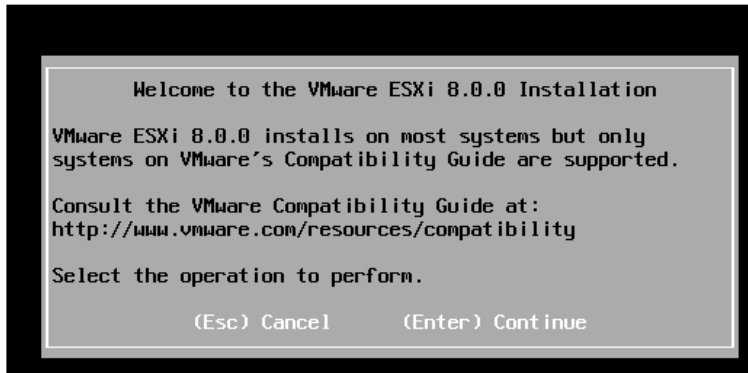 Welcome to the VMware ESXi 8.0.0 Installation
VMware ESXi 8.0.0 installs on most systems but only
systems on VMware's Compatibility Guide are supported.
Consult the VMware Compatibility Guide at:
http://www.vmware.com/resources/compatibility
Select the operation to perform.
(Esc) Cancel (Enter) Continue